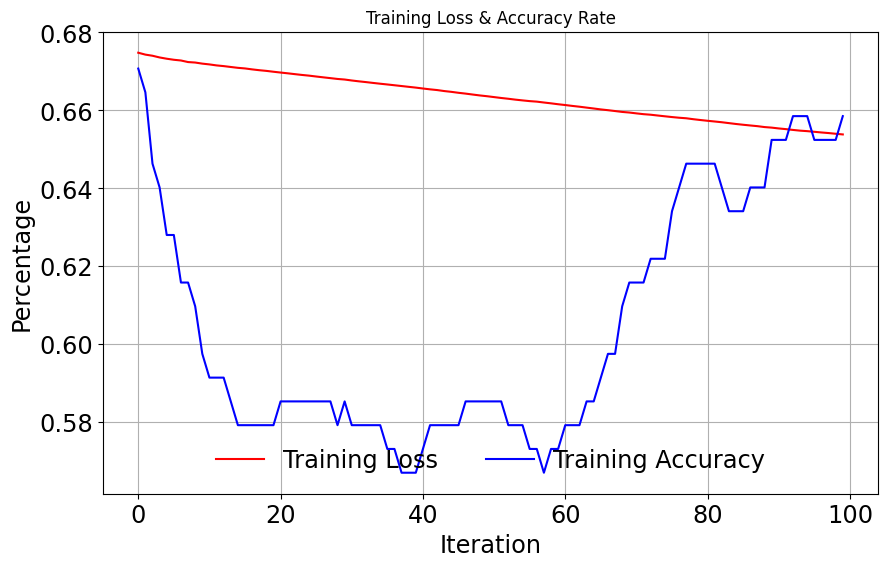 Training Loss & Accuracy Rate
0.68
0.66
0.64
0.62
0.60
0.58
Percentage
Training Loss
Training Accuracy
0 20 40 60 80 100
Iteration